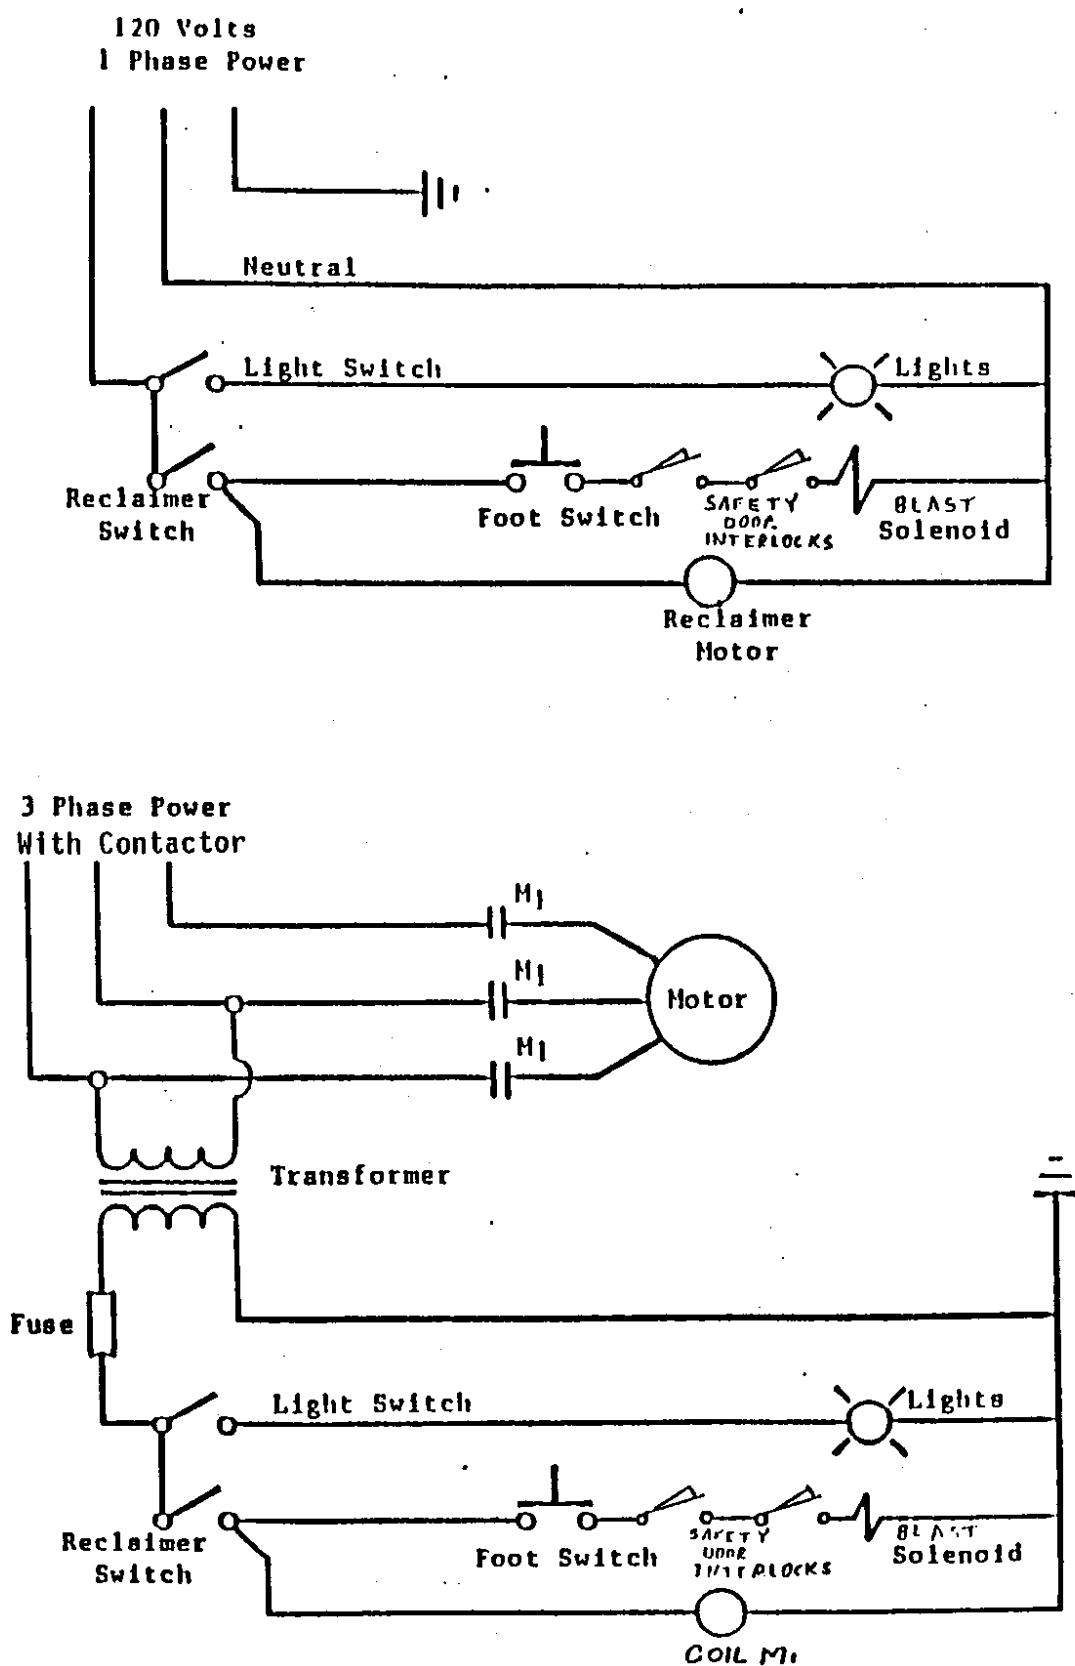 120 Volts
1 Phase Power
Neutral
Light Switch
Lights
Reclaimer
Switch
Foot Switch
SAFETY
DOOR
INTERLOCKS
BLAST
Solenoid
Reclaimer
Motor
3 Phase Power
With Contactor
M1
M1
M1
Motor
Transformer
Fuse
Light Switch
Lights
Reclaimer
Switch
Foot Switch
SAFETY
DOOR
INTERLOCKS
BLAST
Solenoid
COIL M1